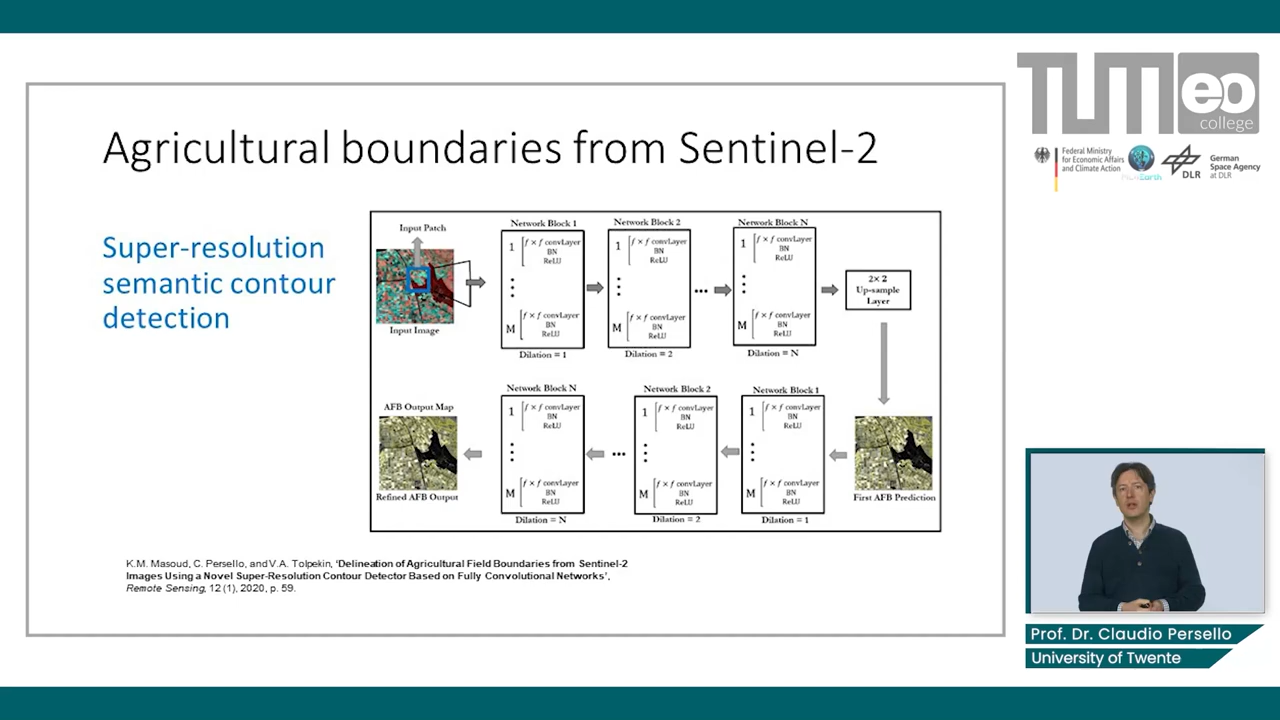 Agricultural boundaries from Sentinel-2
Super-resolution
semantic contour
detection
Input Patch
Input Image
Network Block 1
1 f × f convLayer
BN
ReLU
M f × f convLayer
BN
ReLU
Dilation = 1
Network Block 2
1 f × f convLayer
BN
ReLU
M f × f convLayer
BN
ReLU
Dilation = 2
Network Block N
1 f × f convLayer
BN
ReLU
M f × f convLayer
BN
ReLU
Dilation = N
2× 2
Up-sample
Layer
AFB Output Map
Refined AFB Output
Network Block N
1 f × f convLayer
BN
ReLU
M f × f convLayer
BN
ReLU
Dilation = N
Network Block 2
1 f × f convLayer
BN
ReLU
M f × f convLayer
BN
ReLU
Dilation = 2
Network Block 1
1 f × f convLayer
BN
ReLU
M f × f convLayer
BN
ReLU
Dilation = 1
First AFB Prediction
K.M. Masoud, C. Persello, and V.A. Tolpekin, ‘Delineation of Agricultural Field Boundaries from Sentinel-2
Images Using a Novel Super-Resolution Contour Detector Based on Fully Convolutional Networks’,
Remote Sensing, 12 (1), 2020, p. 59.
TUM eo
college
Federal Ministry
for Economic Affairs
and Climate Action
DLR
German
Space Agency
at DLR
Prof. Dr. Claudio Persello
University of Twente